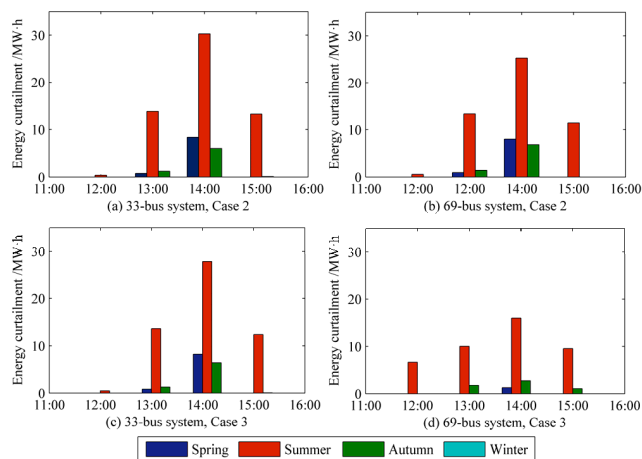 Energy curtailment /MW·h
30
20
10
0
11:00 12:00 13:00 14:00 15:00 16:00
(a) 33-bus system, Case 2
Energy curtailment /MW·h
30
20
10
0
11:00 12:00 12:00 14:00 15:00 16:00
(b) 69-bus system, Case 2
Energy curtailment /MW·h
30
20
10
0
11:00 12:00 13:00 14:00 15:00 16:00
(c) 33-bus system, Case 3
Energy curtailment /MW·h
30
20
10
0
11:00 12:00 13:00 14:00 15:00 16:00
(d) 69-bus system, Case 3
Spring Summer Autumn Winter